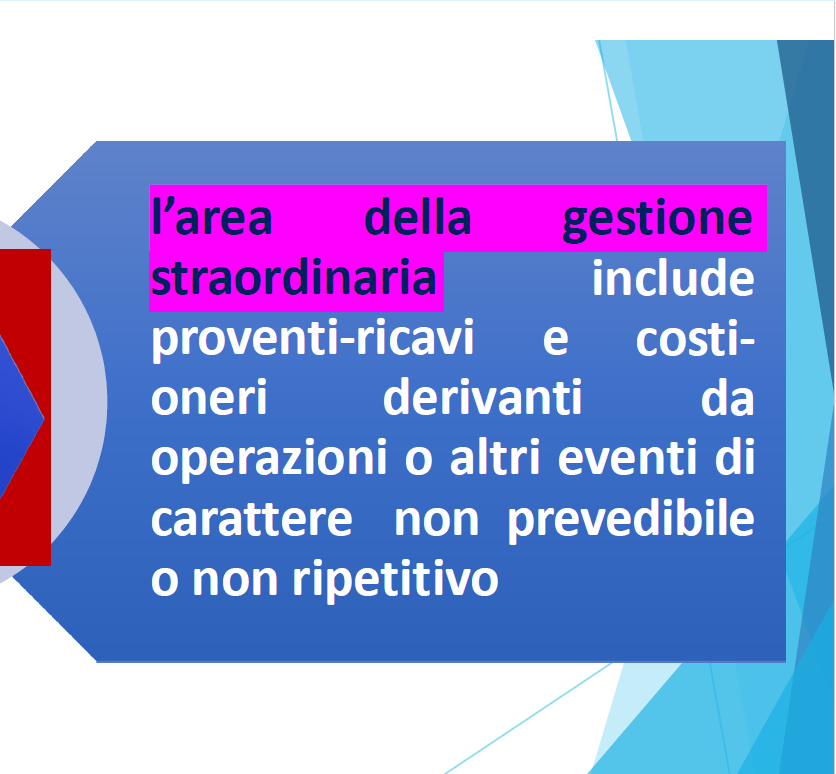 l’area della gestione
straordinaria include
proventi-ricavi e costi-
oneri derivanti da
operazioni o altri eventi di
carattere non prevedibile
o non ripetitivo